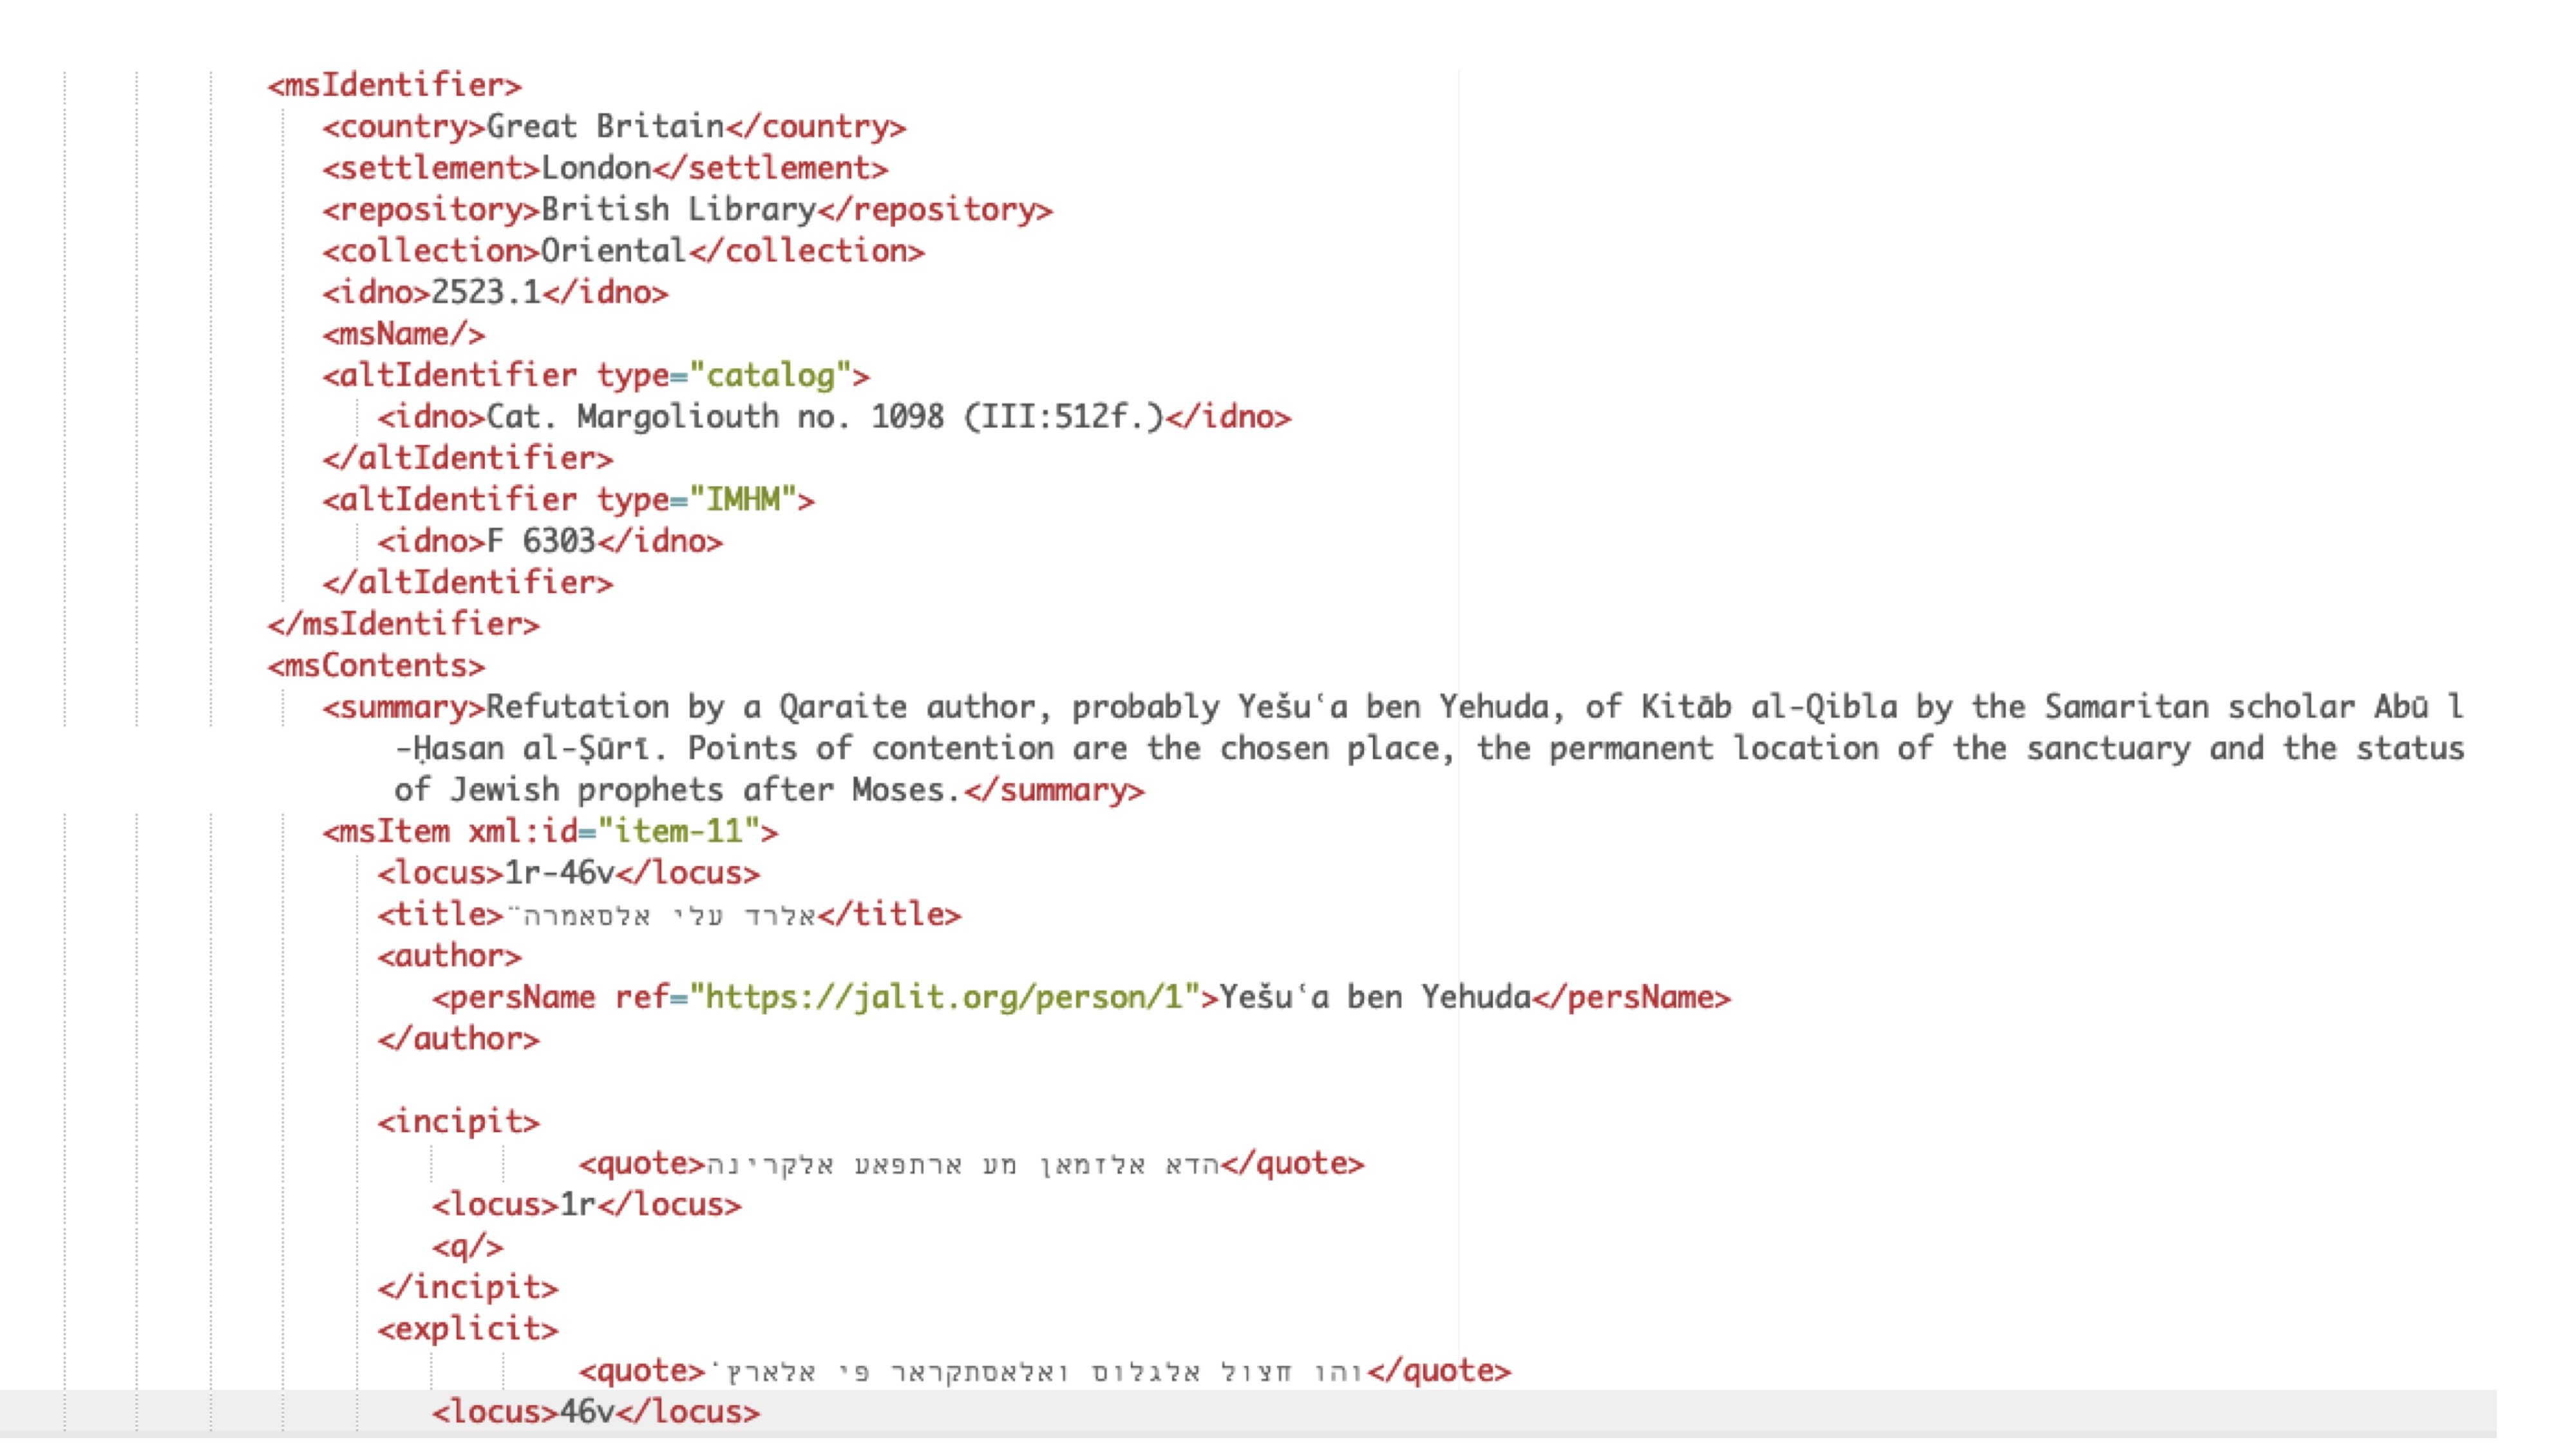 <msIdentifier>
<country>Great Britain</country>
<settlement>London</settlement>
<repository>British Library</repository>
<collection>Oriental</collection>
<idno>2523.1</idno>
<msName/>
<altIdentifier type="catalog">
<idno>Cat. Margoliouth no. 1098 (III:512f.)</idno>
</altIdentifier>
<altIdentifier type="IMHM">
<idno>F 6303</idno>
</altIdentifier>
</msIdentifier>
<msContents>
<summary>Refutation by a Qaraite author, probably Yešuʿa ben Yehuda, of Kitāb al-Qibla by the Samaritan scholar Abū l
-Ḥasan al-Ṣūrī. Points of contention are the chosen place, the permanent location of the sanctuary and the status
of Jewish prophets after Moses.</summary>
<msItem xml:id="item-11">
<locus>1r-46v</locus>
<title>אלרד עלי אלסאמרה̈</title>
<author>
<persName ref="https://jalit.org/person/1">Yešuʿa ben Yehuda</persName>
</author>
<incipit>
<quote>הדא אלזמאן מע ארתפאע אלקרינה</quote>
<locus>1r</locus>
<q/>
</incipit>
<explicit>
<quote>והו חצול אלגלוס ואלאסתקראר פי אלארץ̇</quote>
<locus>46v</locus>